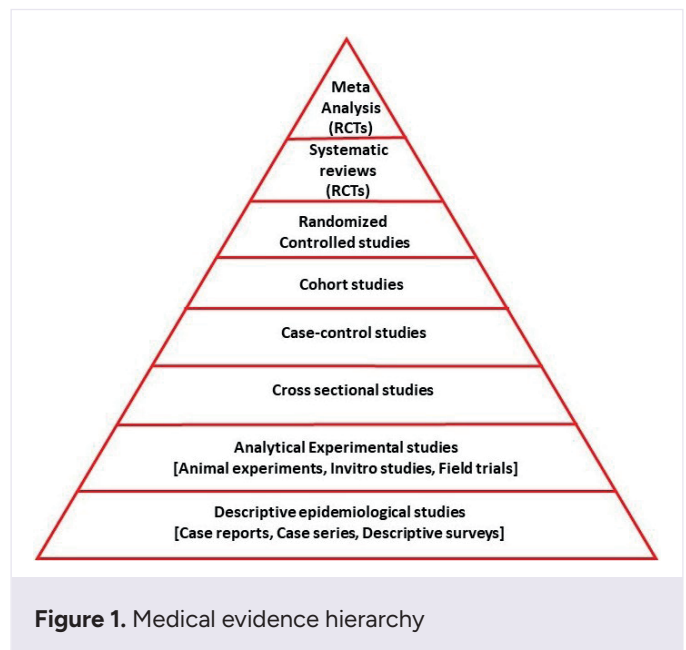 Meta
Analysis
(RCTs)
Systematic
reviews
(RCTs)
Randomized
Controlled studies
Cohort studies
Case-control studies
Cross sectional studies
Analytical Experimental studies
[Animal experiments, Invitro studies, Field trials]
Descriptive epidemiological studies
[Case reports, Case series, Descriptive surveys]
Figure 1. Medical evidence hierarchy